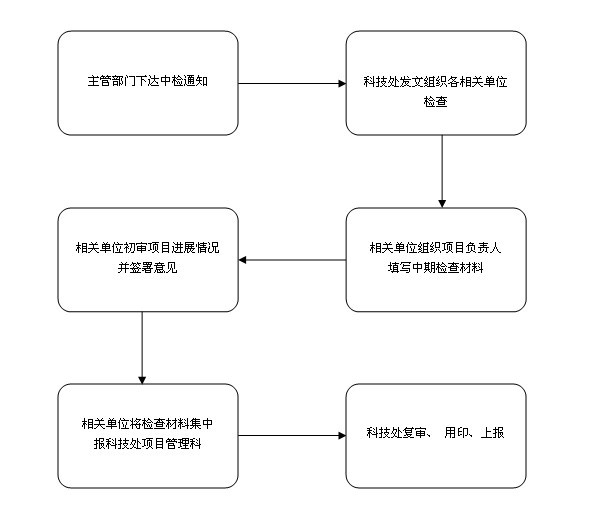 主管部门下达中检通知
科技处发文组织各相关单位
检查
相关单位组织项目负责人
填写中期检查材料
相关单位初审项目进展情况
并签署意见
相关单位将检查材料集中
报科技处项目管理科
科技处复审、 用印、上报